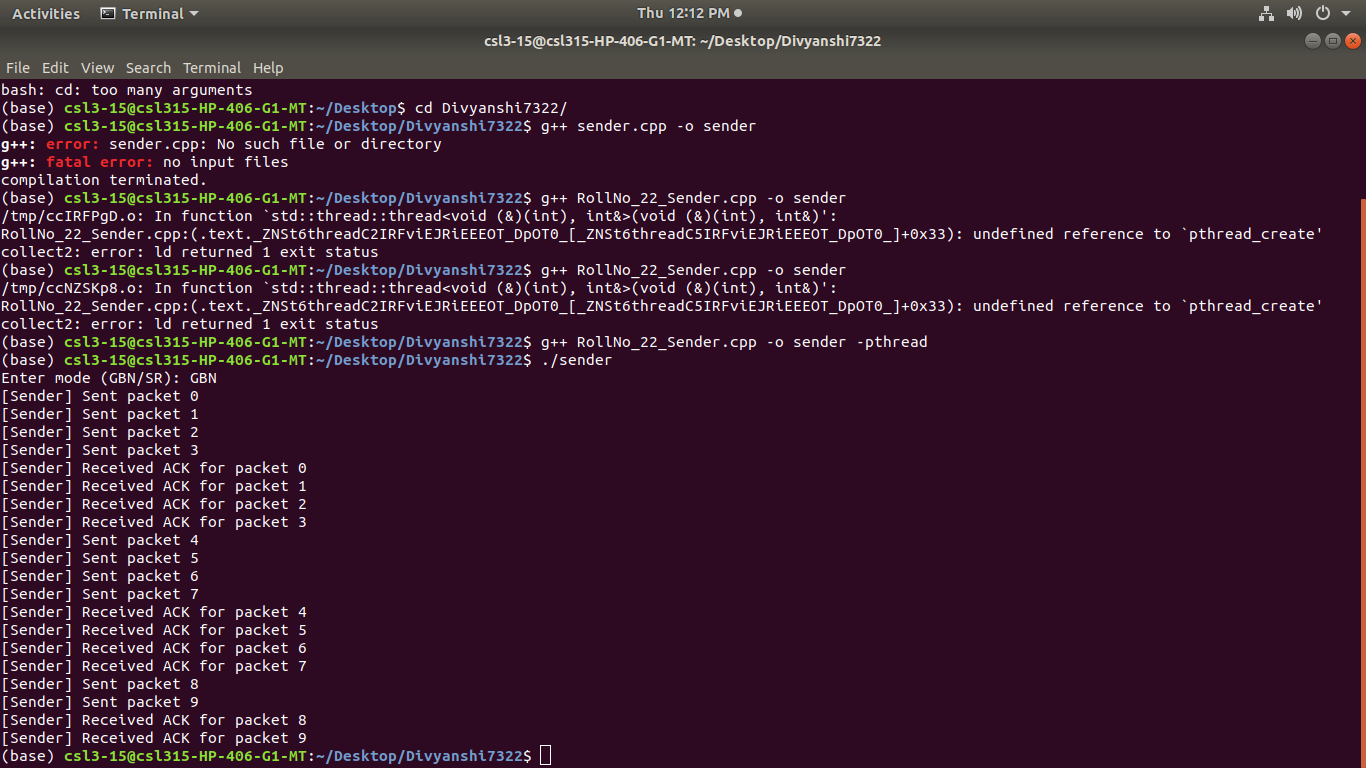 Activities Terminal Thu 12:12 PM
csl3-15@csl315-HP-406-G1-MT: ~/Desktop/Divyanshi7322
File Edit View Search Terminal Help
bash: cd: too many arguments
(base) csl3-15@csl315-HP-406-G1-MT:~/Desktop$ cd Divyanshi7322/
(base) csl3-15@csl315-HP-406-G1-MT:~/Desktop/Divyanshi7322$ g++ sender.cpp -o sender
g++: error: sender.cpp: No such file or directory
g++: fatal error: no input files
compilation terminated.
(base) csl3-15@csl315-HP-406-G1-MT:~/Desktop/Divyanshi7322$ g++ RollNo_22_Sender.cpp -o sender
/tmp/ccIRFPgD.o: In function `std::thread::thread<void (&)(int), int&>(void (&)(int), int&)':
RollNo_22_Sender.cpp:(.text._ZNSt6threadC2IRFviEJRiEEEOT_DpOT0_[_ZNSt6threadC5IRFviEJRiEEEOT_DpOT0_]+0x33): undefined reference to `pthread_create'
collect2: error: ld returned 1 exit status
(base) csl3-15@csl315-HP-406-G1-MT:~/Desktop/Divyanshi7322$ g++ RollNo_22_Sender.cpp -o sender
/tmp/ccNZSKp8.o: In function `std::thread::thread<void (&)(int), int&>(void (&)(int), int&)':
RollNo_22_Sender.cpp:(.text._ZNSt6threadC2IRFviEJRiEEEOT_DpOT0_[_ZNSt6threadC5IRFviEJRiEEEOT_DpOT0_]+0x33): undefined reference to `pthread_create'
collect2: error: ld returned 1 exit status
(base) csl3-15@csl315-HP-406-G1-MT:~/Desktop/Divyanshi7322$ g++ RollNo_22_Sender.cpp -o sender -pthread
(base) csl3-15@csl315-HP-406-G1-MT:~/Desktop/Divyanshi7322$ ./sender
Enter mode (GBN/SR): GBN
[Sender] Sent packet 0
[Sender] Sent packet 1
[Sender] Sent packet 2
[Sender] Sent packet 3
[Sender] Received ACK for packet 0
[Sender] Received ACK for packet 1
[Sender] Received ACK for packet 2
[Sender] Received ACK for packet 3
[Sender] Sent packet 4
[Sender] Sent packet 5
[Sender] Sent packet 6
[Sender] Sent packet 7
[Sender] Received ACK for packet 4
[Sender] Received ACK for packet 5
[Sender] Received ACK for packet 6
[Sender] Received ACK for packet 7
[Sender] Sent packet 8
[Sender] Sent packet 9
[Sender] Received ACK for packet 8
[Sender] Received ACK for packet 9
(base) csl3-15@csl315-HP-406-G1-MT:~/Desktop/Divyanshi7322$